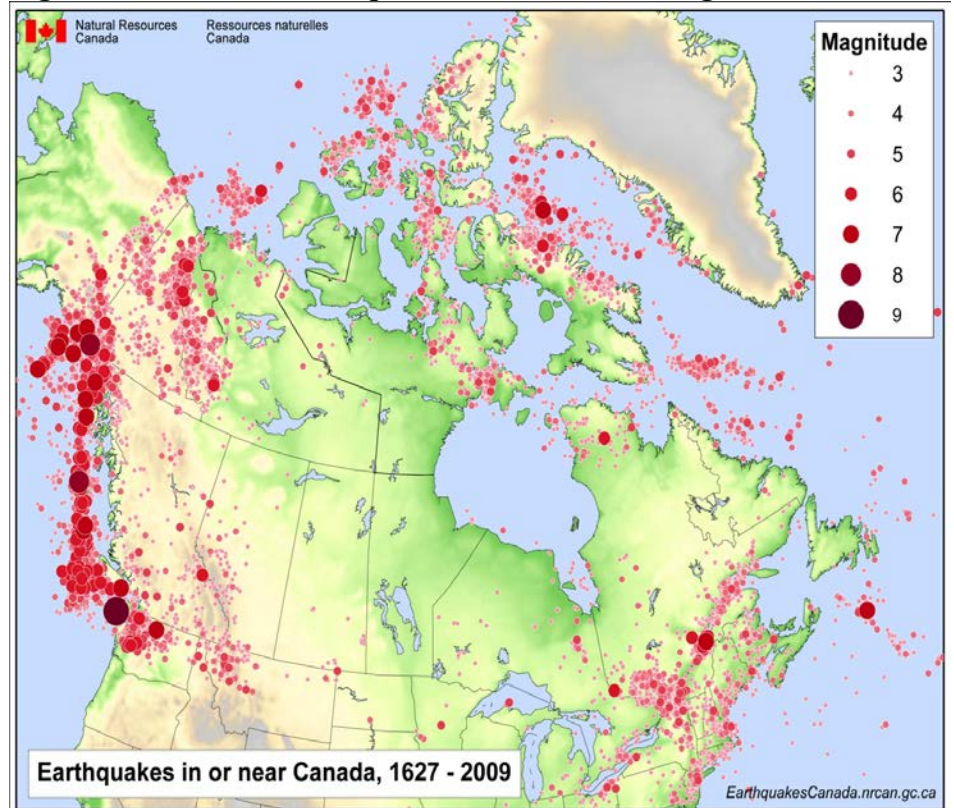 Natural Resources
Canada
Ressources naturelles
Canada
Magnitude
3
4
5
6
7
8
9
Earthquakes in or near Canada, 1627 - 2009
EarthquakesCanada.nrcan.gc.ca